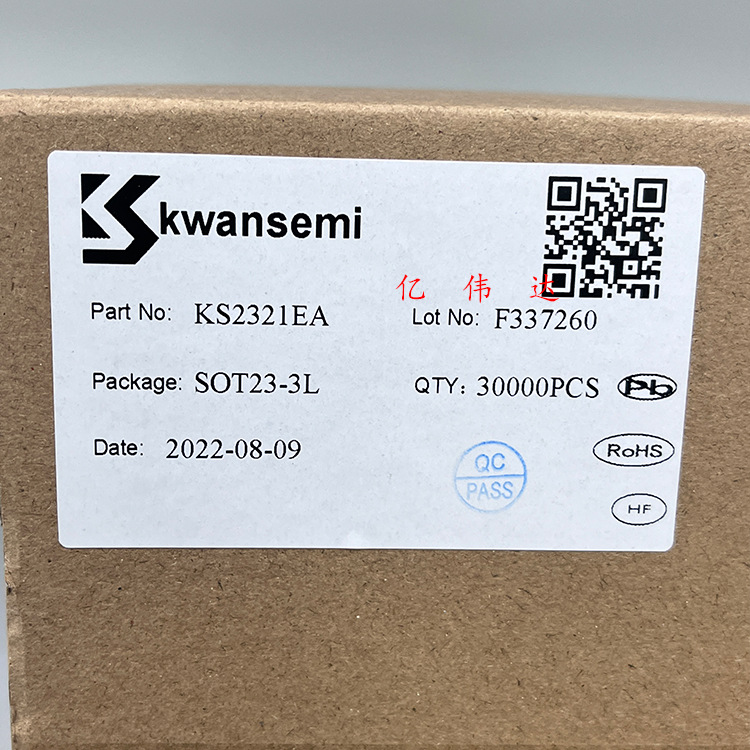 kwansemi
亿 伟 达
Part No: KS2321EA
Lot No: F337260
Package: SOT23-3L
QTY: 30000PCS
Pb
Date: 2022-08-09
QC
PASS
RoHS
HF